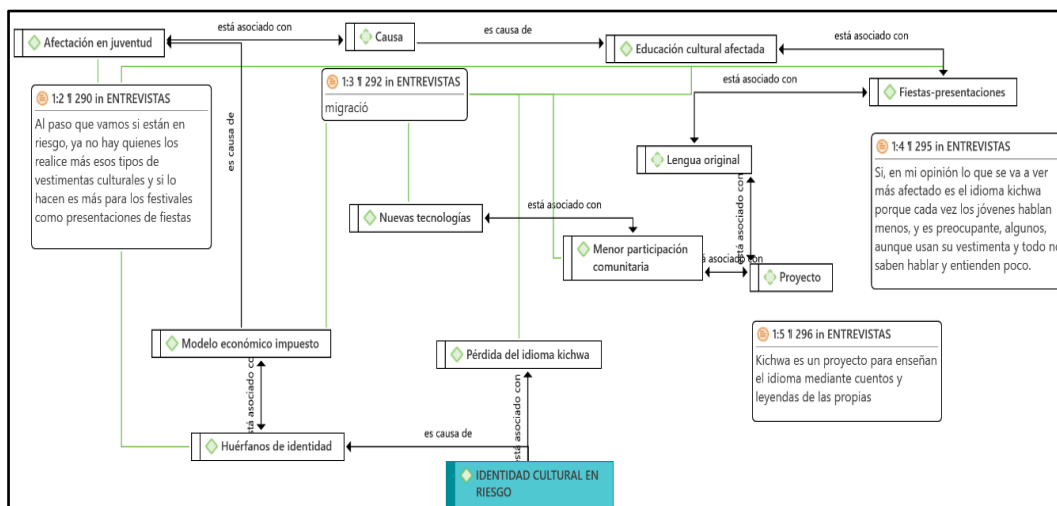 está asociado con
es causa de
Afectación en juventud
Causa
Educación cultural afectada
está asociado con
está asociado con
1:2 ¶ 290 in ENTREVISTAS
Al paso que vamos si están en
riesgo, ya no hay quienes los
realice más esos tipos de
vestimentas culturales y si lo
hacen es más para los festivales
como presentaciones de fiestas
es causa de
1:3 ¶ 292 in ENTREVISTAS
migració
Fiestas-presentaciones
Lengua original
1:4 ¶ 295 in ENTREVISTAS
Si, en mi opinión lo que se va a ver
más afectado es el idioma kichwa
porque cada vez los jóvenes hablan
menos, y es preocupante, algunos,
aunque usan su vestimenta y todo no
saben hablar y entienden poco.
está asociado con
Nuevas tecnologías
está asociado con
Menor participación
comunitaria
está asociado con
Proyecto
1:5 ¶ 296 in ENTREVISTAS
Kichwa es un proyecto para enseñan
el idioma mediante cuentos y
leyendas de las propias
Modelo económico impuesto
Pérdida del idioma kichwa
está asociado co
está asociado con
Huérfanos de identidad
es causa de
IDENTIDAD CULTURAL EN
RIESGO